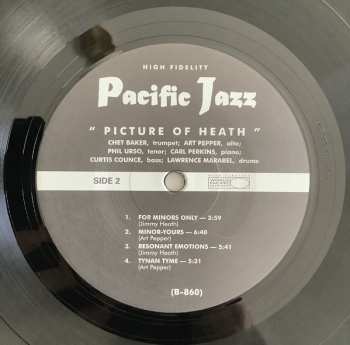 HIGH FIDELITY
Pacific Jazz
" PICTURE OF HEATH "
CHET BAKER, trumpet; ART PEPPER, alto;
PHIL URSO, tenor; CARL PERKINS, piano;
CURTIS COUNCE, bass; LAWRENCE MARABEL, drums
SIDE 2
1. FOR MINORS ONLY — 3:59
(Jimmy Heath)
2. MINOR-YOURS — 6:40
(Art Pepper)
3. RESONANT EMOTIONS — 5:41
(Jimmy Heath)
4. TYNAN TYME — 5:31
(Art Pepper)
(B-860)